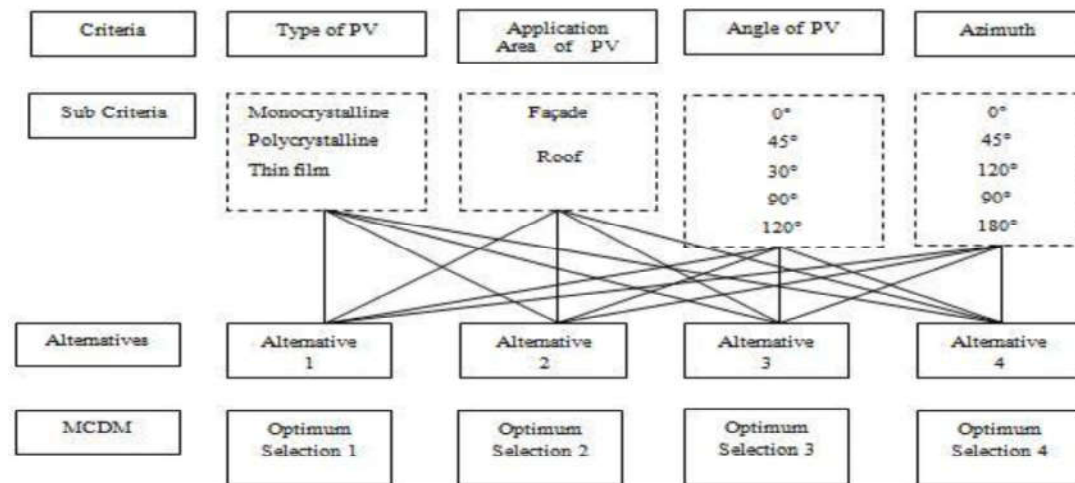 Criteria
Type of PV
Application
Area of PV
Angle of PV
Azimuth
Sub Criteria
Monocrystalline
Polycrystalline
Thin film
Façade
Roof
0°
45°
30°
90°
120°
0°
45°
120°
90°
180°
Alternatives
Alternative
1
Alternative
2
Alternative
3
Alternative
4
MCDM
Optimum
Selection 1
Optimum
Selection 2
Optimum
Selection 3
Optimum
Selection 4